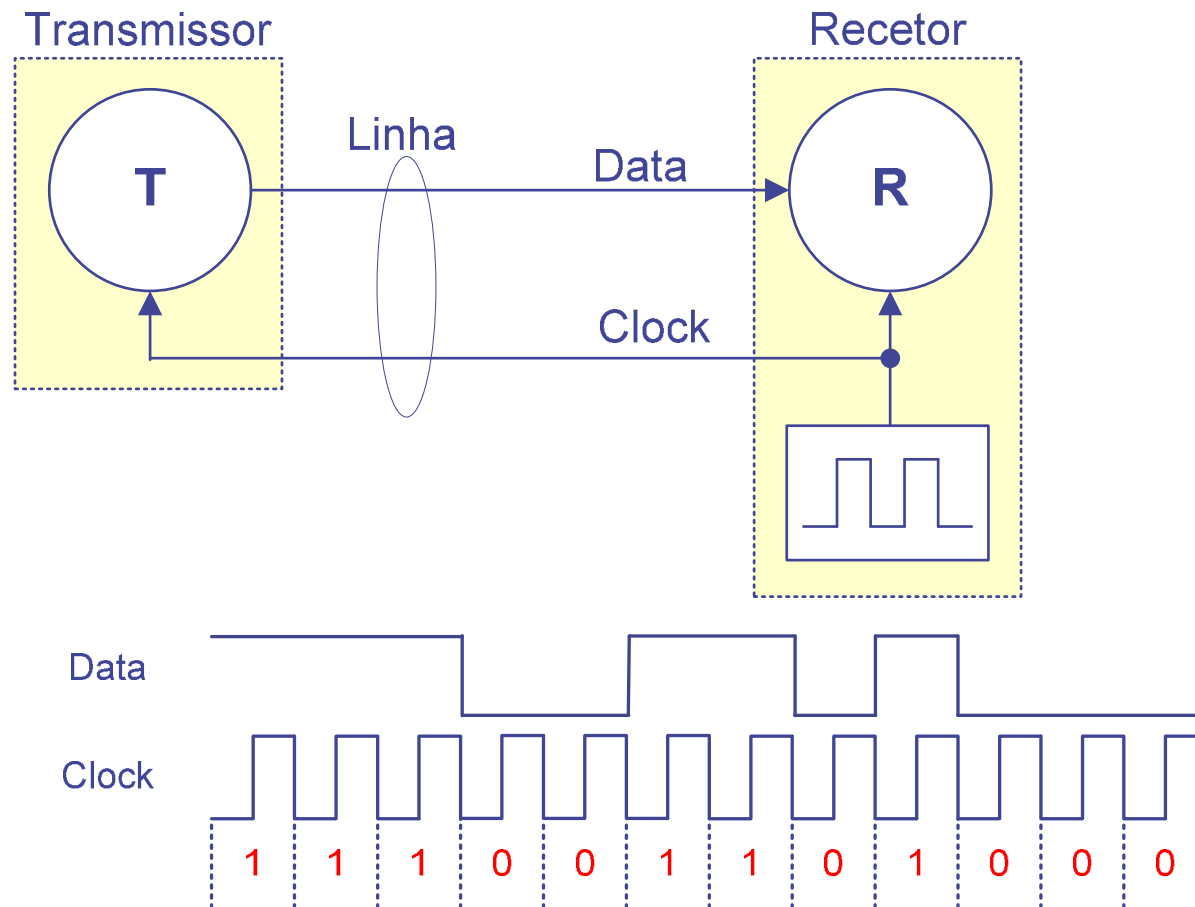 Transmissor
Recetor
Linha
Data
T
R
Clock
Data
Clock
1 1 1 0 0 1 1 0 1 0 0 0